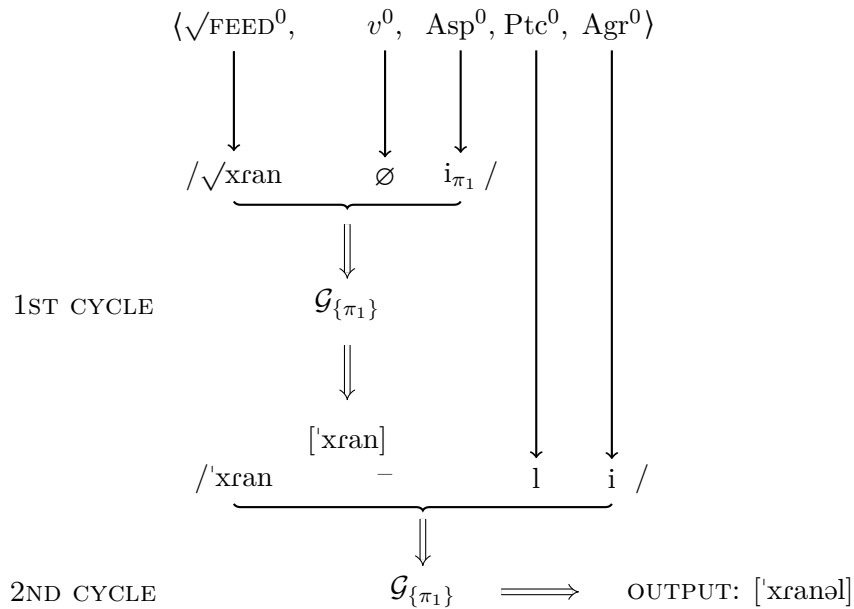 ⟨√FEED⁰, v⁰, Asp⁰, Ptc⁰, Agr⁰⟩
/√xɾan ∅ i_π₁ /
1ST CYCLE 𝒢_{π₁}
[ˈxɾan]
/ˈxɾan – l i /
2ND CYCLE 𝒢_{π₁} OUTPUT: [ˈxɾanəl]